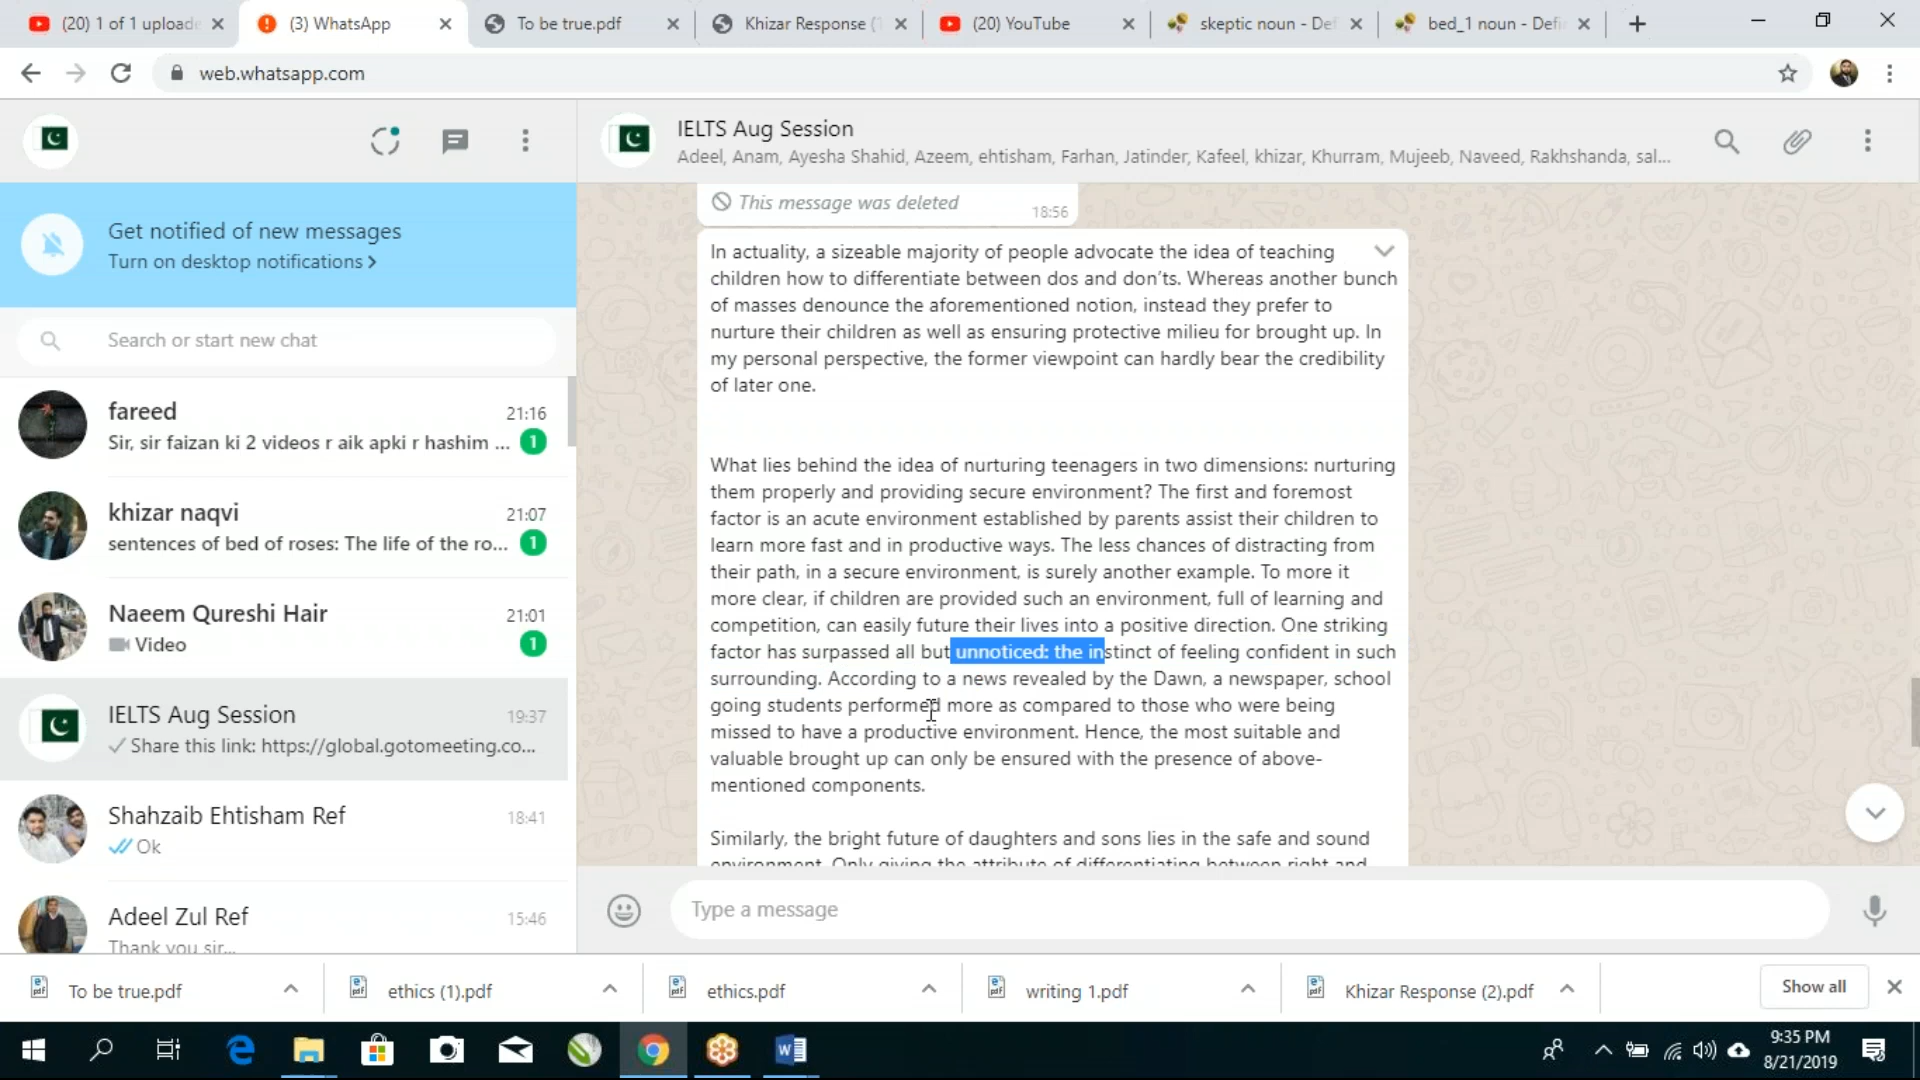 (20) 1 of 1 uploade
(3) WhatsApp
To be true.pdf
Khizar Response (1
(20) YouTube
skeptic noun - Def
bed_1 noun - Defi
web.whatsapp.com
IELTS Aug Session
Adeel, Anam, Ayesha Shahid, Azeem, ehtisham, Farhan, Jatinder, Kafeel, khizar, Khurram, Mujeeb, Naveed, Rakhshanda, sal...
Get notified of new messages
Turn on desktop notifications >
Search or start new chat
fareed
21:16
Sir, sir faizan ki 2 videos r aik apki r hashim ...
1
khizar naqvi
21:07
sentences of bed of roses: The life of the ro...
1
Naeem Qureshi Hair
21:01
Video
1
IELTS Aug Session
19:37
Share this link: https://global.gotomeeting.co...
Shahzaib Ehtisham Ref
18:41
Ok
Adeel Zul Ref
15:46
Thank you sir...
This message was deleted
18:56
In actuality, a sizeable majority of people advocate the idea of teaching
children how to differentiate between dos and don'ts. Whereas another bunch
of masses denounce the aforementioned notion, instead they prefer to
nurture their children as well as ensuring protective milieu for brought up. In
my personal perspective, the former viewpoint can hardly bear the credibility
of later one.
What lies behind the idea of nurturing teenagers in two dimensions: nurturing
them properly and providing secure environment? The first and foremost
factor is an acute environment established by parents assist their children to
learn more fast and in productive ways. The less chances of distracting from
their path, in a secure environment, is surely another example. To more it
more clear, if children are provided such an environment, full of learning and
competition, can easily future their lives into a positive direction. One striking
factor has surpassed all but unnoticed: the instinct of feeling confident in such
surrounding. According to a news revealed by the Dawn, a newspaper, school
going students performed more as compared to those who were being
missed to have a productive environment. Hence, the most suitable and
valuable brought up can only be ensured with the presence of above-
mentioned components.
Similarly, the bright future of daughters and sons lies in the safe and sound
environment. Only giving the attribute of differentiating between right and
Type a message
To be true.pdf
ethics (1).pdf
ethics.pdf
writing 1.pdf
Khizar Response (2).pdf
Show all
9:35 PM
8/21/2019